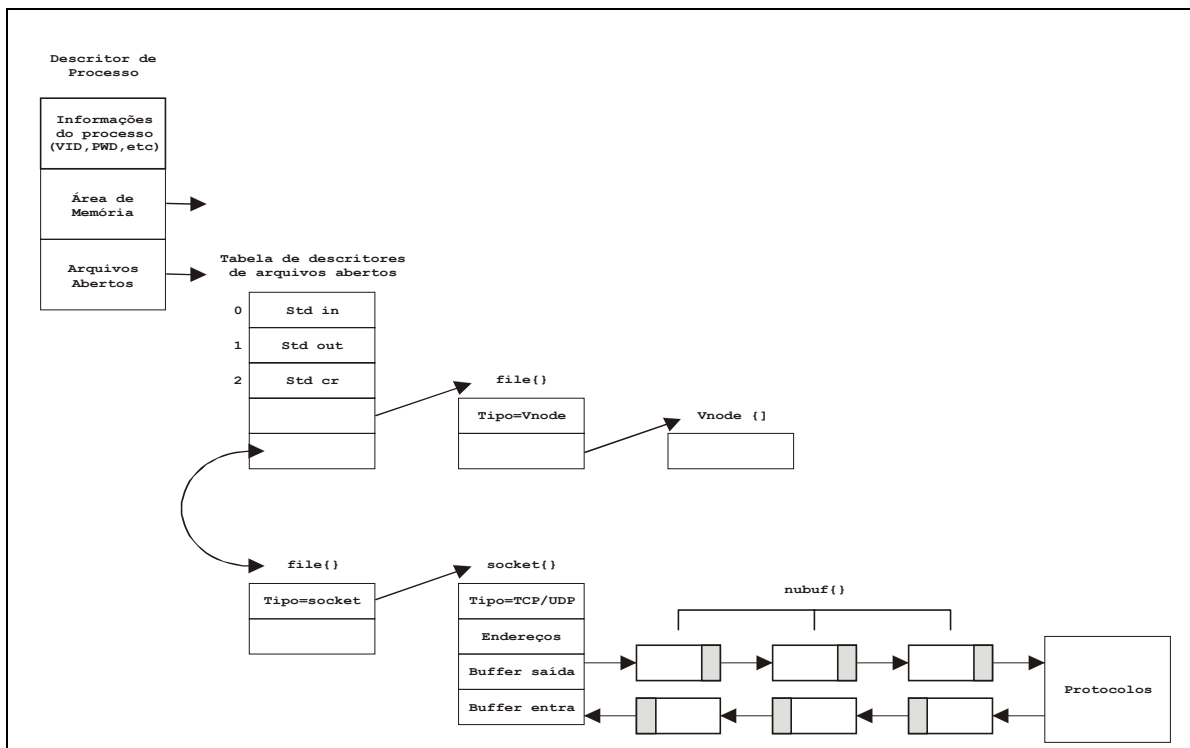 Descritor de
Processo
Informações
do processo
(VID,PWD,etc)
Área de
Memória
Arquivos
Abertos
Tabela de descritores
de arquivos abertos
0 Std in
1 Std out
2 Std cr
file{}
Tipo=Vnode
Vnode {]
file{}
Tipo=socket
socket{}
Tipo=TCP/UDP
Endereços
Buffer saída
Buffer entra
nubuf{}
Protocolos